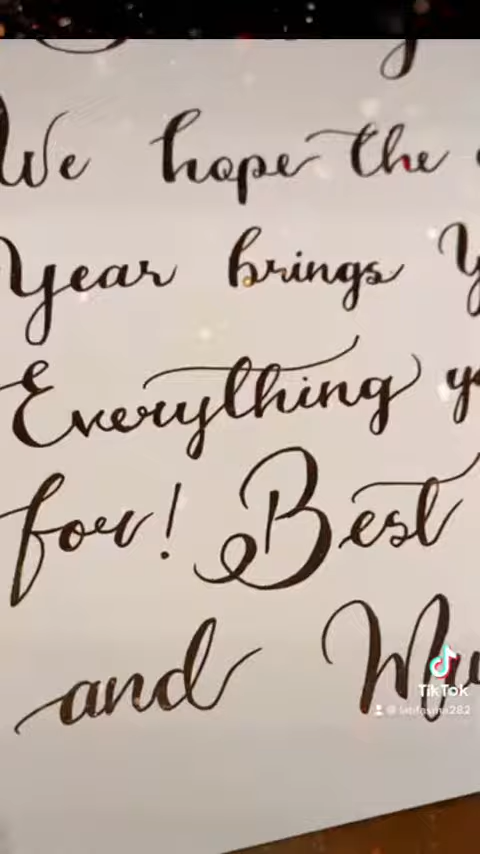 We hope the
Year brings
Everything
for! Best
and
TikTok